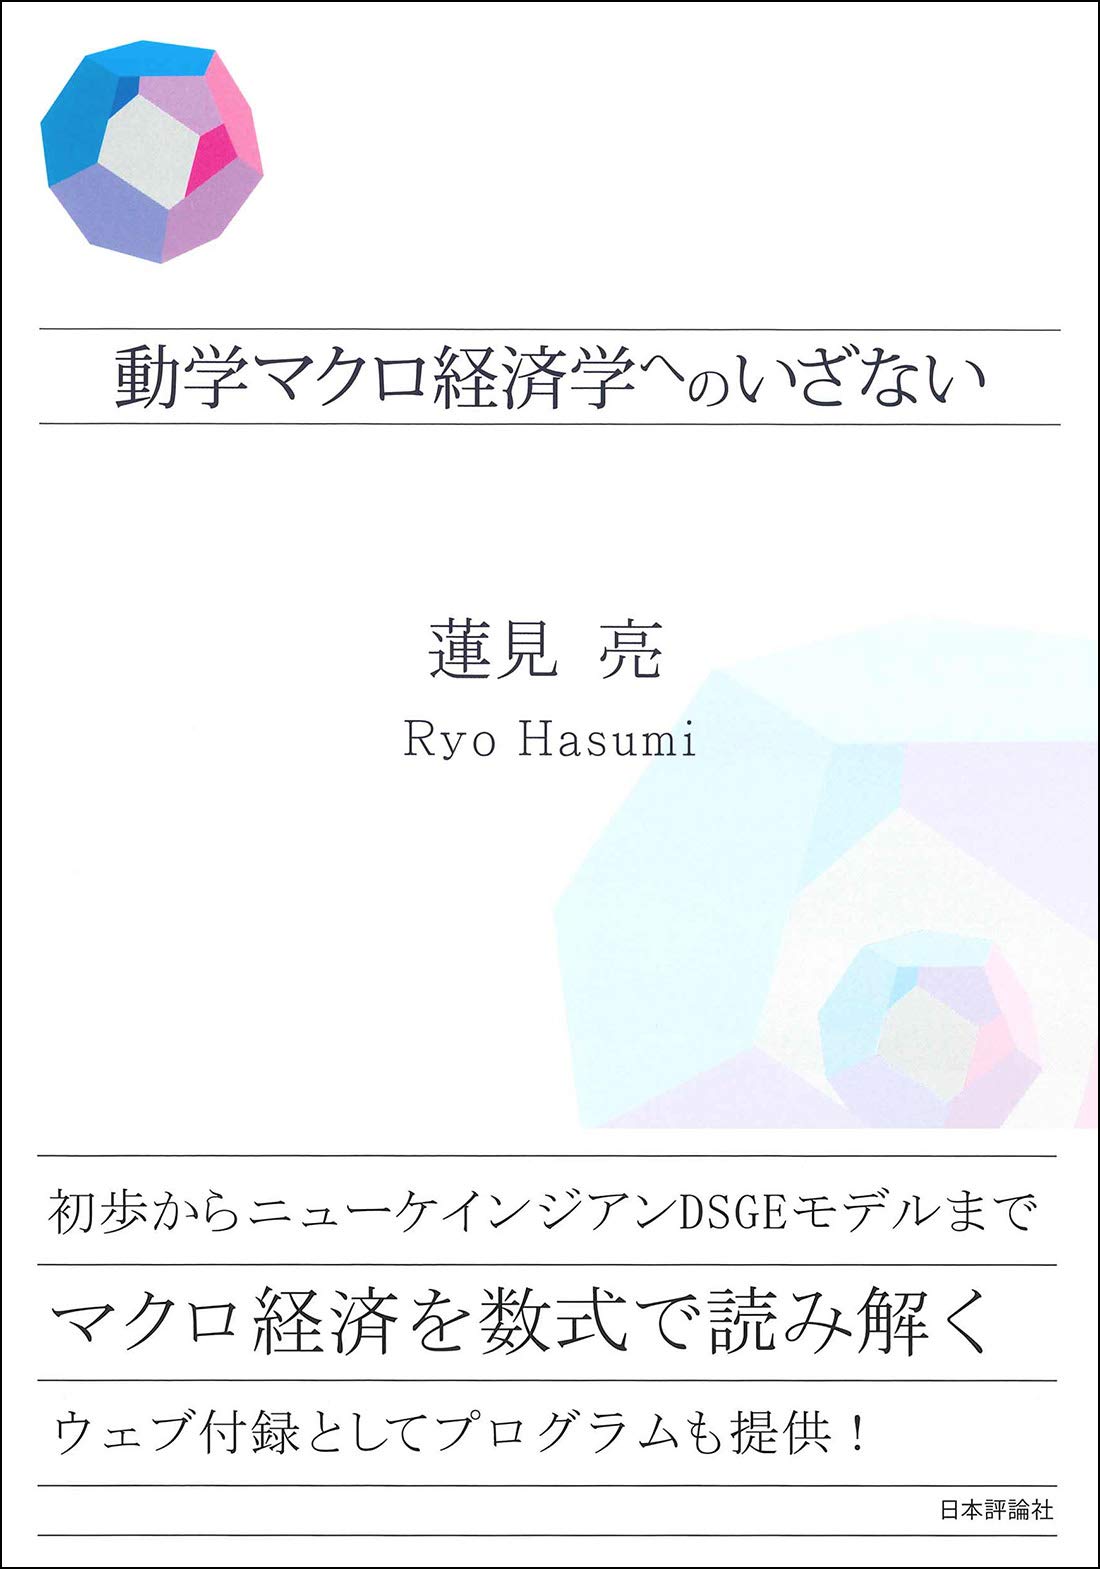 動学マクロ経済学へのいざない
蓮見 亮
Ryo Hasumi
初歩からニューケインジアンDSGEモデルまで
マクロ経済を数式で読み解く
ウェブ付録としてプログラムも提供！
日本評論社